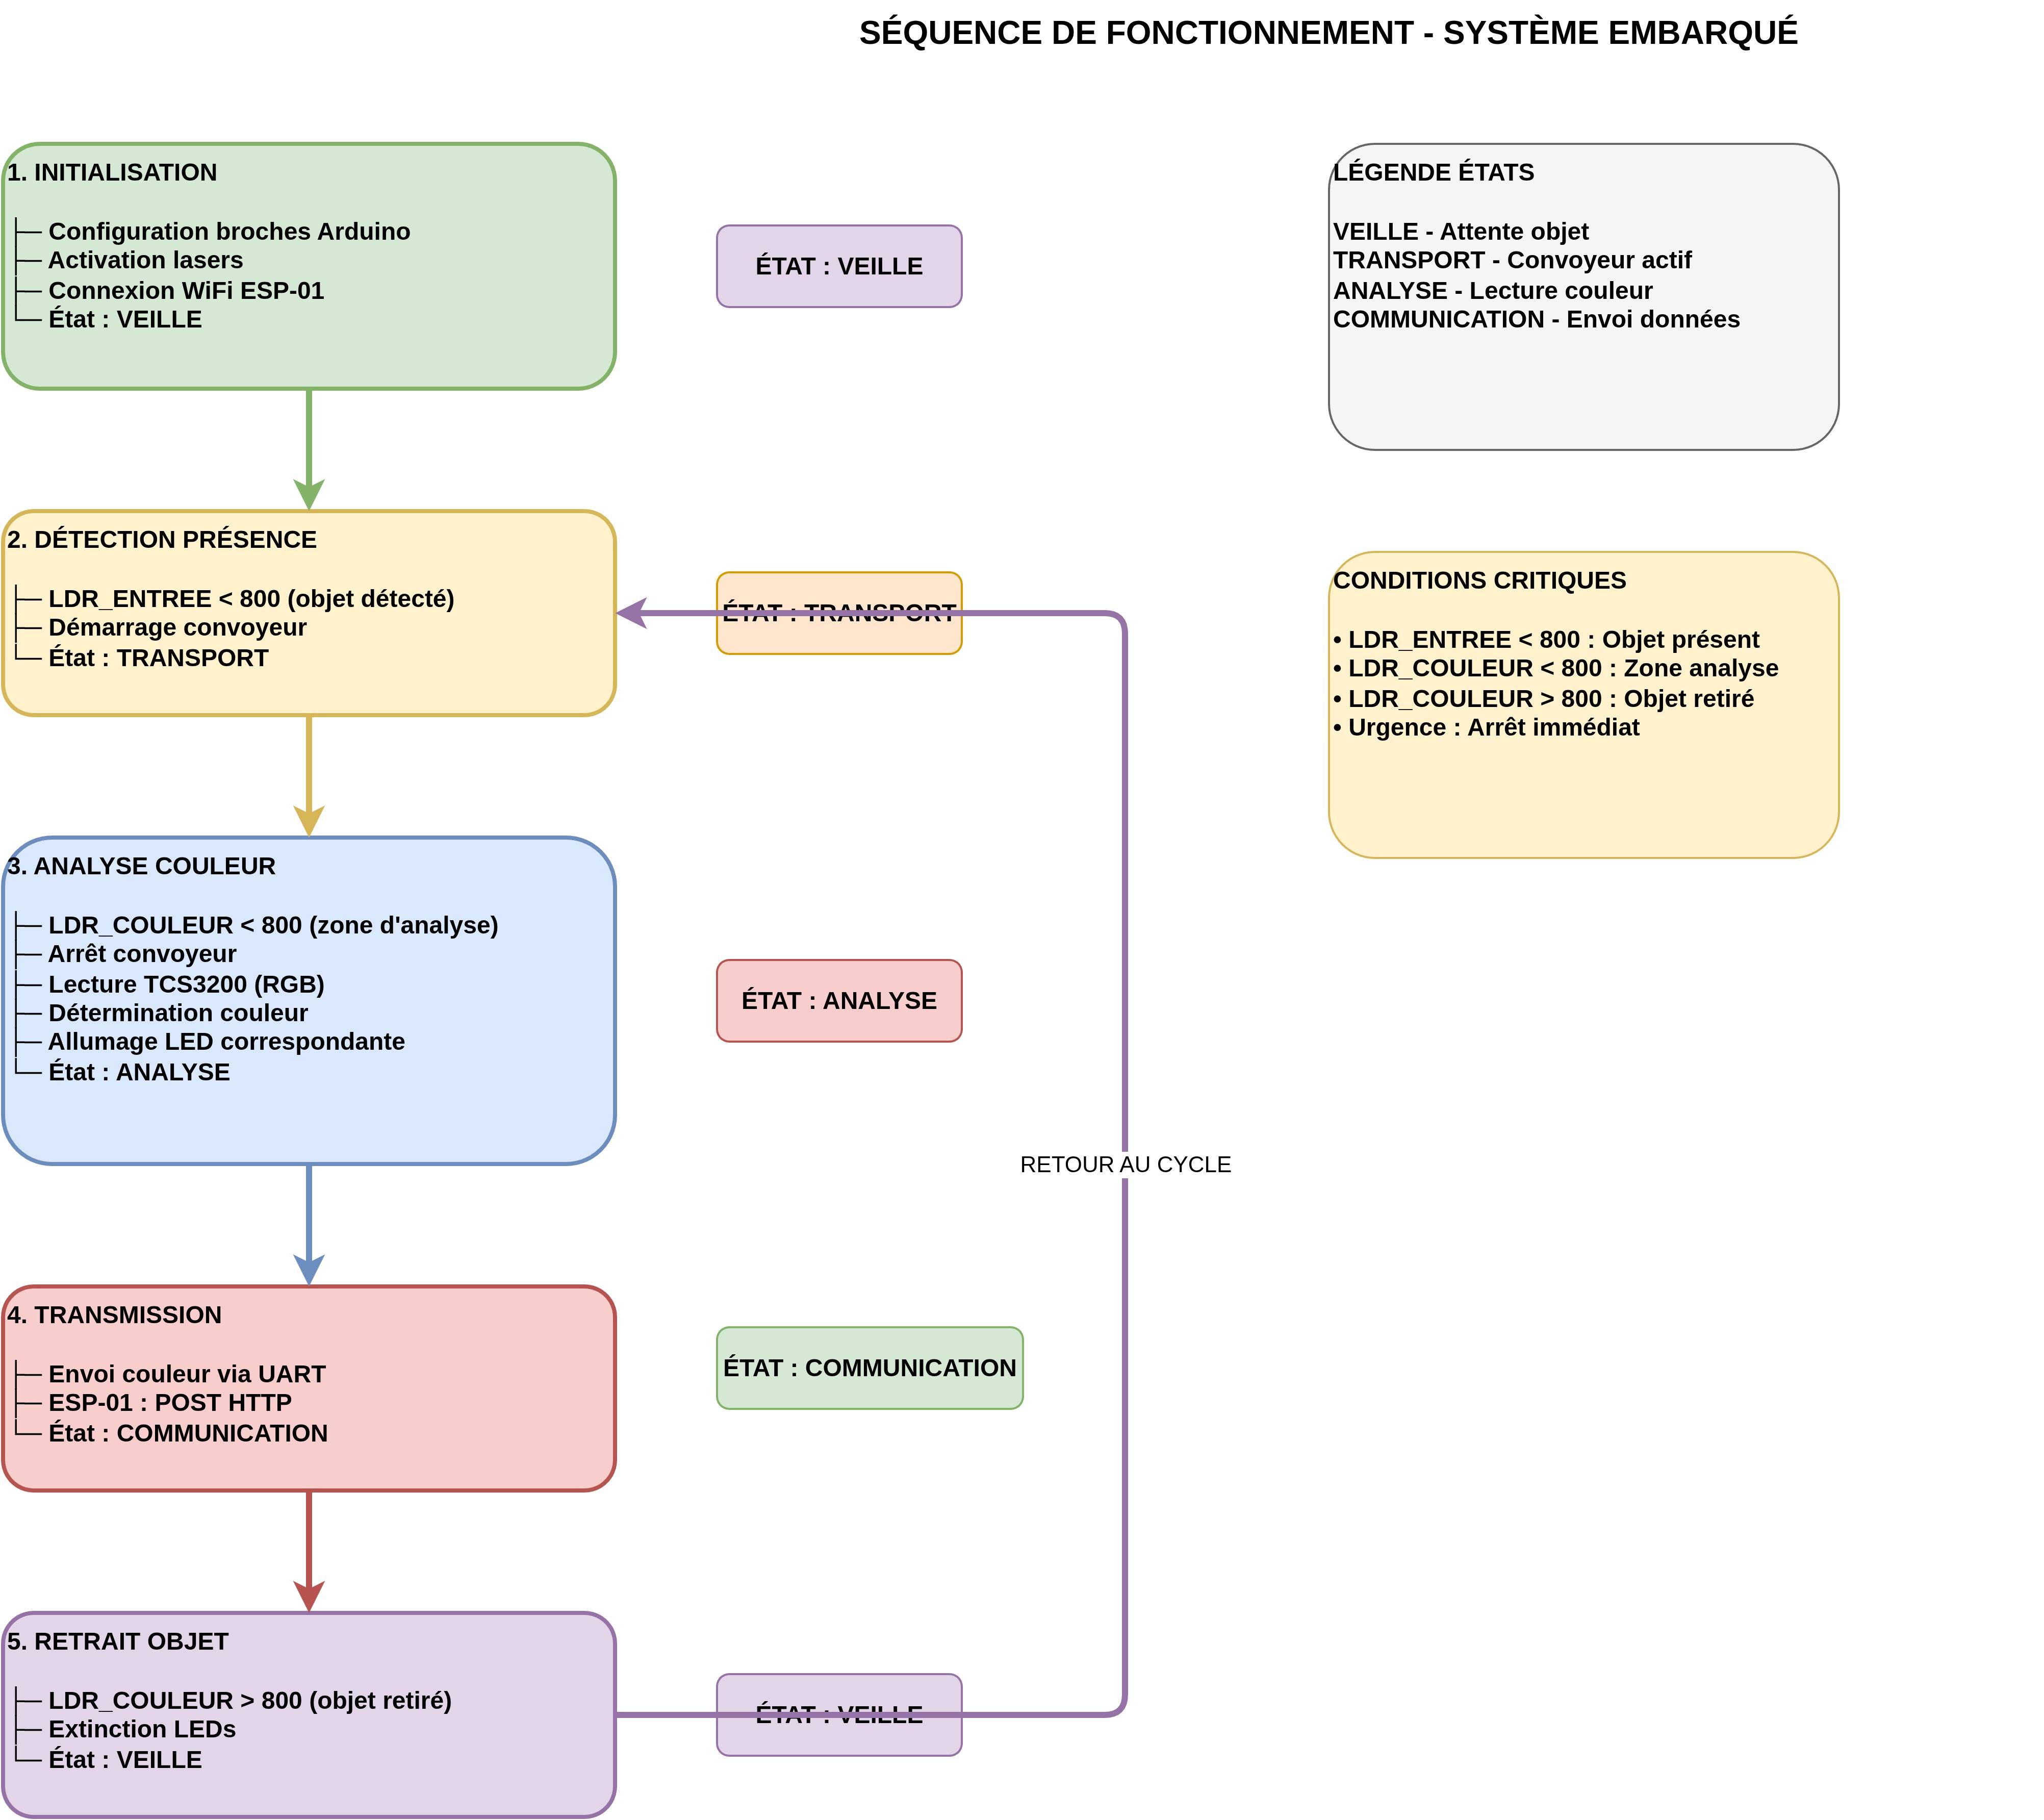 SÉQUENCE DE FONCTIONNEMENT - SYSTÈME EMBARQUÉ
1. INITIALISATION
├─ Configuration broches Arduino
├─ Activation lasers
├─ Connexion WiFi ESP-01
└─ État : VEILLE
ÉTAT : VEILLE
LÉGENDE ÉTATS
VEILLE - Attente objet
TRANSPORT - Convoyeur actif
ANALYSE - Lecture couleur
COMMUNICATION - Envoi données
2. DÉTECTION PRÉSENCE
├─ LDR_ENTREE < 800 (objet détecté)
├─ Démarrage convoyeur
└─ État : TRANSPORT
ÉTAT : TRANSPORT
CONDITIONS CRITIQUES
• LDR_ENTREE < 800 : Objet présent
• LDR_COULEUR < 800 : Zone analyse
• LDR_COULEUR > 800 : Objet retiré
• Urgence : Arrêt immédiat
3. ANALYSE COULEUR
├─ LDR_COULEUR < 800 (zone d'analyse)
├─ Arrêt convoyeur
├─ Lecture TCS3200 (RGB)
├─ Détermination couleur
├─ Allumage LED correspondante
└─ État : ANALYSE
ÉTAT : ANALYSE
RETOUR AU CYCLE
4. TRANSMISSION
├─ Envoi couleur via UART
├─ ESP-01 : POST HTTP
└─ État : COMMUNICATION
ÉTAT : COMMUNICATION
5. RETRAIT OBJET
├─ LDR_COULEUR > 800 (objet retiré)
├─ Extinction LEDs
└─ État : VEILLE
ÉTAT : VEILLE